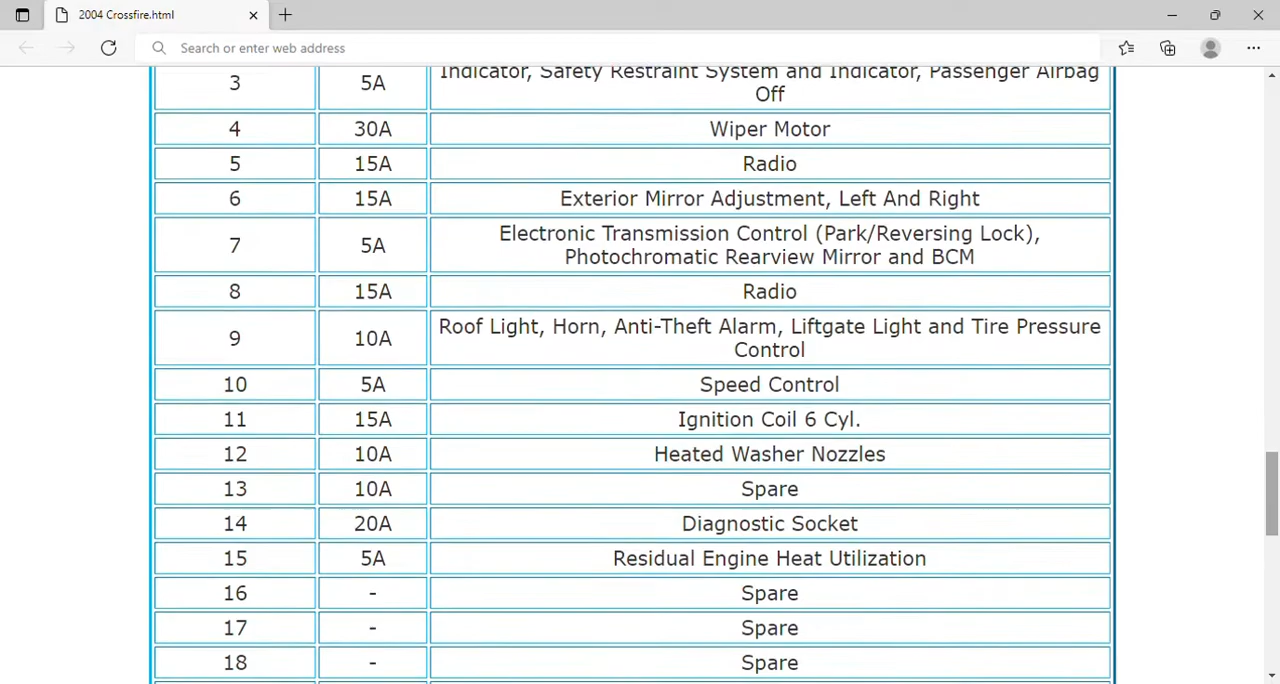 2004 Crossfire.html
Search or enter web address
3 5A Indicator, Safety Restraint System and Indicator, Passenger Airbag
Off
4 30A Wiper Motor
5 15A Radio
6 15A Exterior Mirror Adjustment, Left And Right
7 5A Electronic Transmission Control (Park/Reversing Lock),
Photochromatic Rearview Mirror and BCM
8 15A Radio
9 10A Roof Light, Horn, Anti-Theft Alarm, Liftgate Light and Tire Pressure
Control
10 5A Speed Control
11 15A Ignition Coil 6 Cyl.
12 10A Heated Washer Nozzles
13 10A Spare
14 20A Diagnostic Socket
15 5A Residual Engine Heat Utilization
16 - Spare
17 - Spare
18 - Spare